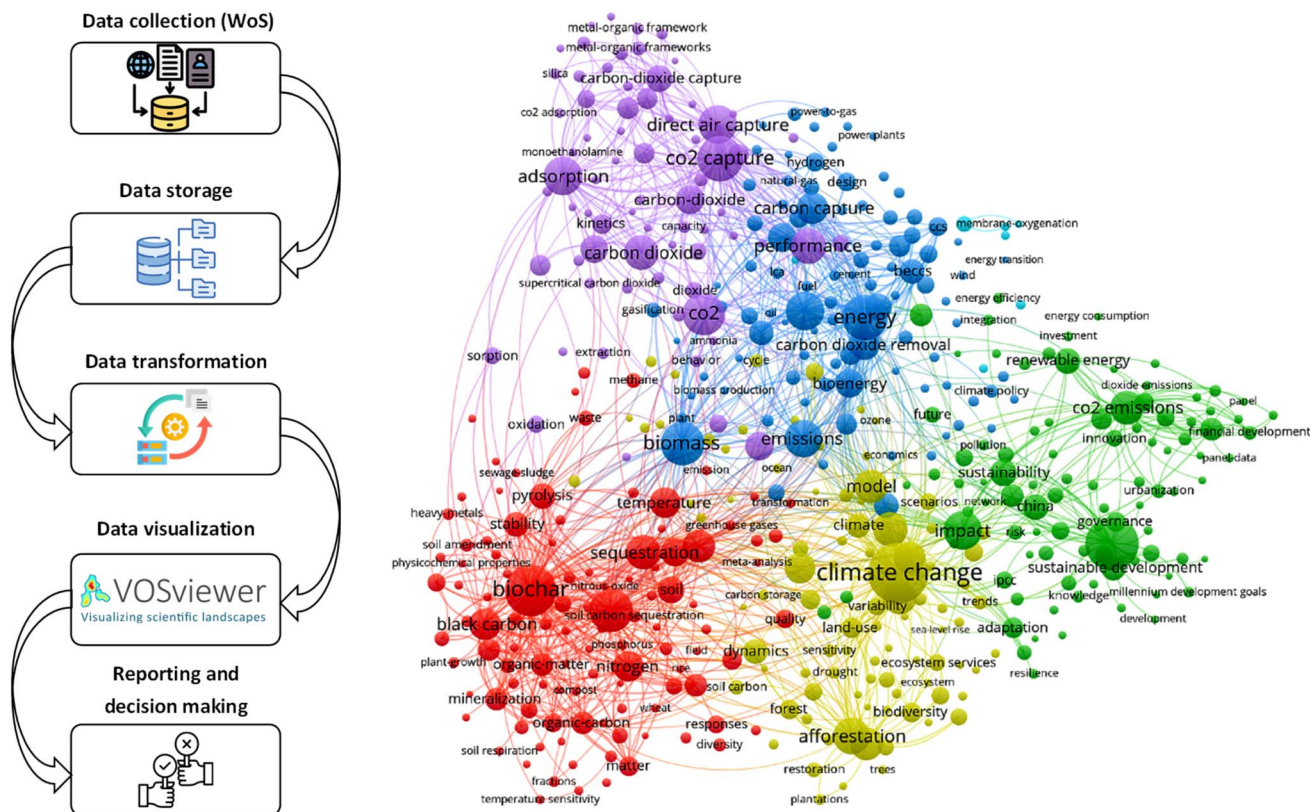 Data collection (WoS)
Data storage
Data transformation
Data visualization
VOSviewer
Visualizing scientific landscapes
Reporting and
decision making
metal-organic framework
metal-organic frameworks
silica
carbon-dioxide capture
co2 adsorption
direct air capture
power-to-gas
power plants
monoethanolamine
co2 capture
hydrogen
adsorption
natural-gas
design
carbon-dioxide
carbon capture
kinetics
capacity
ccs
membrane-oxygenation
carbon dioxide
performance
energy transition
lca
cement
beccs
wind
supercritical carbon dioxide
dioxide
fuel
energy efficiency
gasification
co2
oil
energy
integration
energy consumption
ammonia
carbon dioxide removal
investment
sorption
extraction
behavior
cycle
renewable energy
methane
biomass production
bioenergy
climate policy
dioxide emissions
waste
plant
future
co2 emissions
panel
oxidation
ozone
biomass
emissions
pollution
innovation
financial development
economics
panel-data
sewage-sludge
emission
ocean
sustainability
pyrolysis
temperature
model
urbanization
transformation
scenarios
network
china
heavy-metals
stability
greenhouse gases
climate
impact
risk
governance
soil amendment
sequestration
physicochemical properties
meta-analysis
climate change
sustainable development
biochar
nitrous-oxide
soil
ipcc
carbon storage
variability
trends
knowledge
millennium development goals
soil carbon sequestration
quality
land-use
sea-level rise
adaptation
development
black carbon
phosphorus
field
dynamics
sensitivity
plant-growth
organic-matter
nitrogen
rice
drought
ecosystem services
resilience
soil carbon
ecosystem
mineralization
compost
wheat
forest
biodiversity
organic-carbon
responses
afforestation
soil respiration
diversity
matter
restoration
trees
fractions
temperature sensitivity
plantations